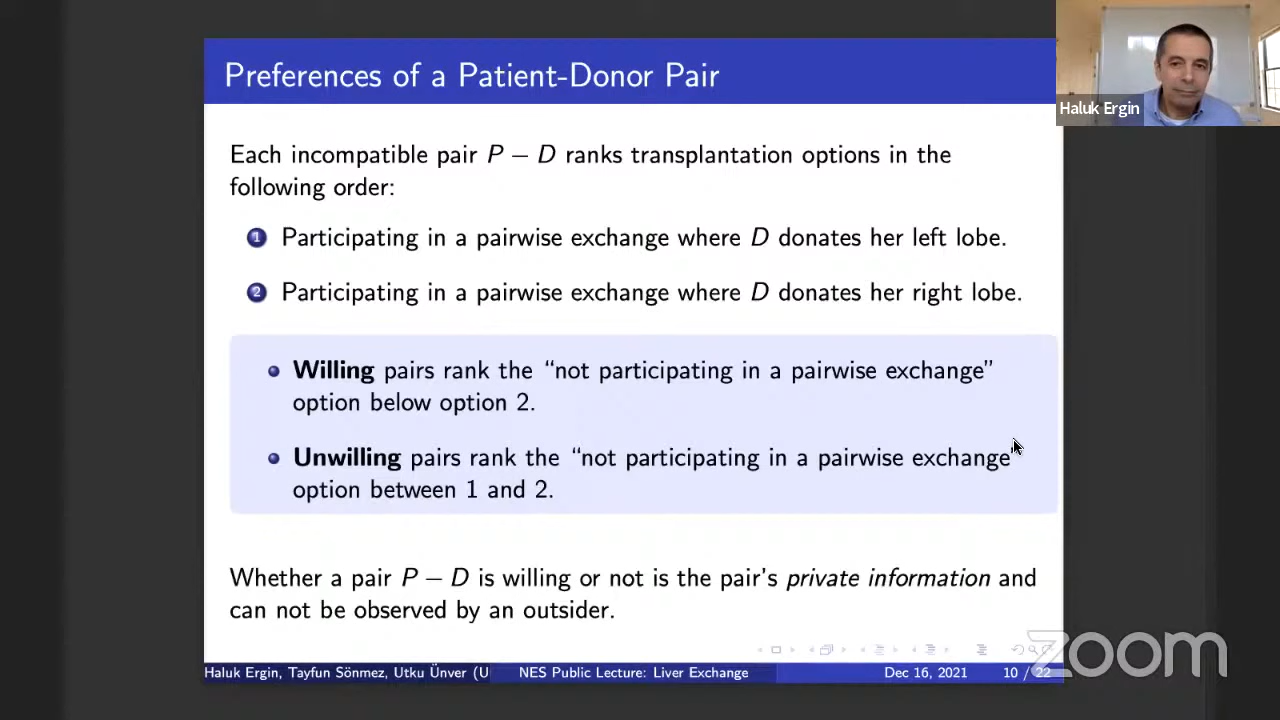 Preferences of a Patient-Donor Pair
Haluk Ergin
Each incompatible pair P − D ranks transplantation options in the
following order:
1 Participating in a pairwise exchange where D donates her left lobe.
2 Participating in a pairwise exchange where D donates her right lobe.
Willing pairs rank the “not participating in a pairwise exchange”
option below option 2.
Unwilling pairs rank the “not participating in a pairwise exchange”
option between 1 and 2.
Whether a pair P − D is willing or not is the pair's private information and
can not be observed by an outsider.
zoom
Haluk Ergin, Tayfun Sönmez, Utku Ünver (U
NES Public Lecture: Liver Exchange
Dec 16, 2021
10 / 22